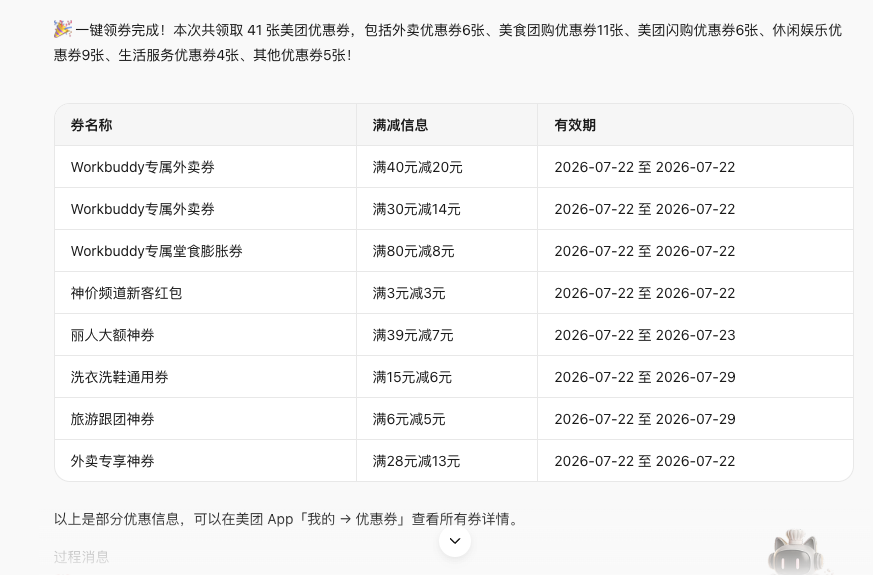 🎉 一键领券完成！本次共领取 41 张美团优惠券，包括外卖优惠券6张、美食团购优惠券11张、美团闪购优惠券6张、休闲娱乐优
惠券9张、生活服务优惠券4张、其他优惠券5张！
券名称 满减信息 有效期
Workbuddy专属外卖券 满40元减20元 2026-07-22 至 2026-07-22
Workbuddy专属外卖券 满30元减14元 2026-07-22 至 2026-07-22
Workbuddy专属堂食膨胀券 满80元减8元 2026-07-22 至 2026-07-22
神价频道新客红包 满3元减3元 2026-07-22 至 2026-07-22
丽人大额神券 满39元减7元 2026-07-22 至 2026-07-23
洗衣洗鞋通用券 满15元减6元 2026-07-22 至 2026-07-29
旅游跟团神券 满6元减5元 2026-07-22 至 2026-07-29
外卖专享神券 满28元减13元 2026-07-22 至 2026-07-22
以上是部分优惠信息，可以在美团 App「我的 → 优惠券」查看所有券详情。
过程消息